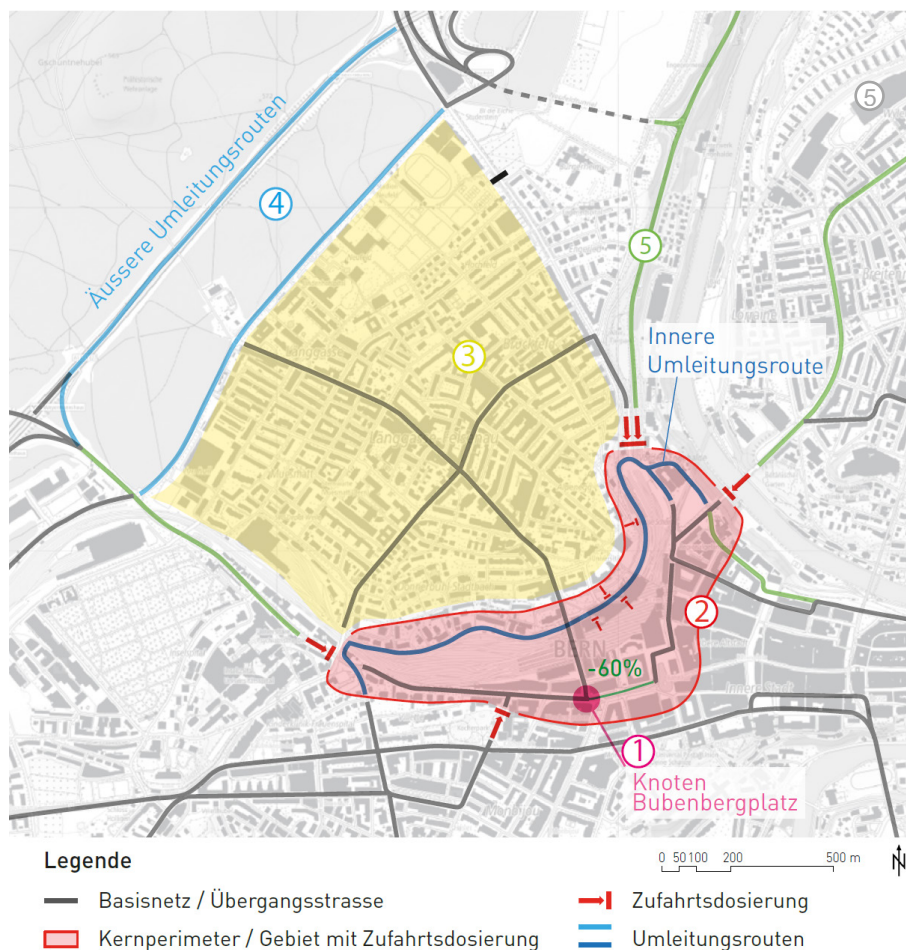 5
Äussere Umleitungsrouten
4
5
Innere
Umleitungsroute
3
2
BERN
-60%
1
Knoten
Bubenbergplatz
Legende
0 50 100 200 500 m
N
Basisnetz / Übergangsstrasse
Zufahrtsdosierung
Kernperimeter / Gebiet mit Zufahrtsdosierung
Umleitungsrouten